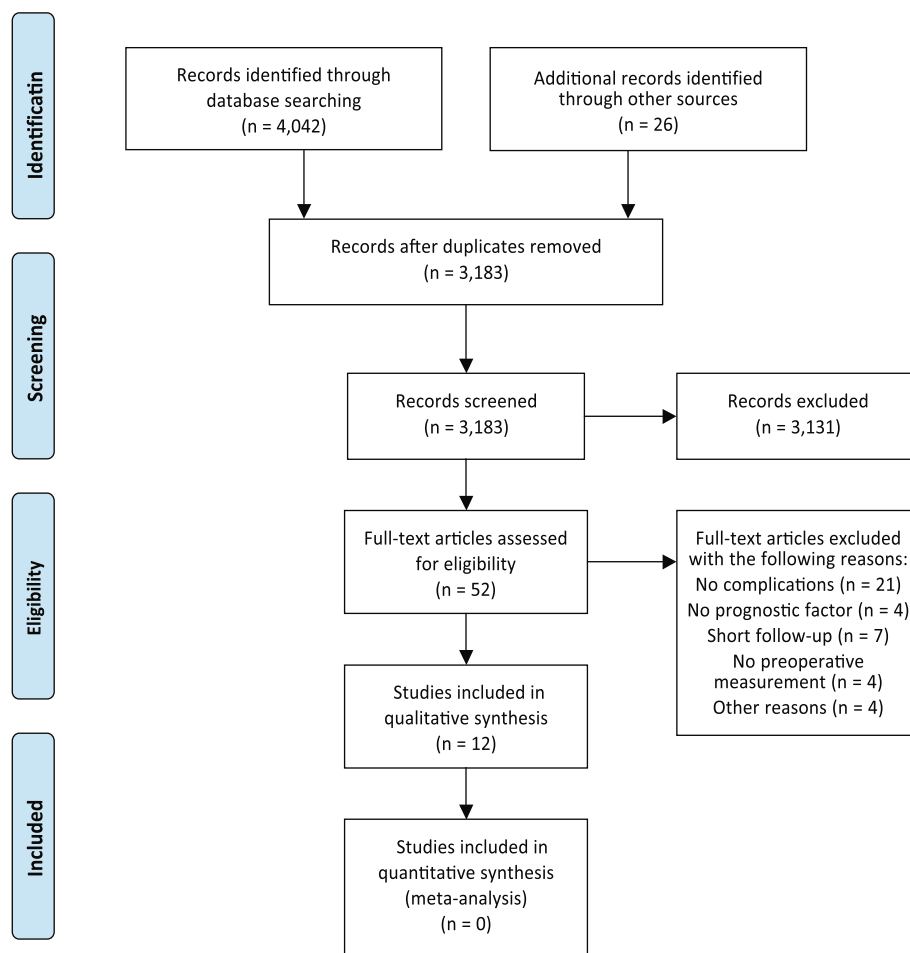 Identificatin
Records identified through
database searching
(n = 4,042)
Additional records identified
through other sources
(n = 26)
Records after duplicates removed
(n = 3,183)
Screening
Records screened
(n = 3,183)
Records excluded
(n = 3,131)
Eligibility
Full-text articles assessed
for eligibility
(n = 52)
Full-text articles excluded
with the following reasons:
No complications (n = 21)
No prognostic factor (n = 4)
Short follow-up (n = 7)
No preoperative
measurement (n = 4)
Other reasons (n = 4)
Studies included in
qualitative synthesis
(n = 12)
Included
Studies included in
quantitative synthesis
(meta-analysis)
(n = 0)